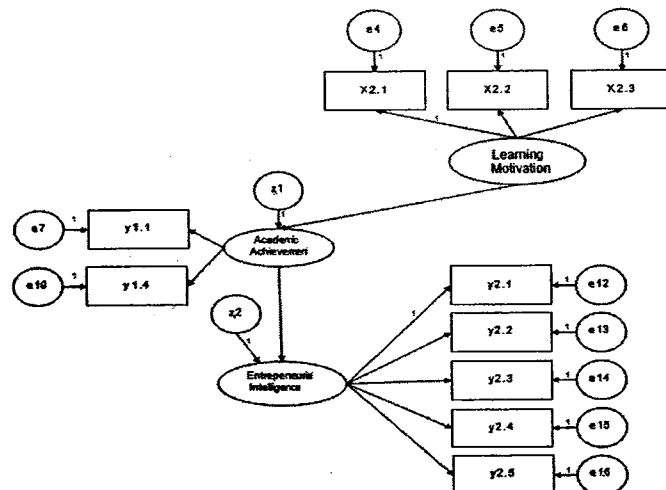 e4
e5
e6
1
1
1
X2.1
X2.2
X2.3
1
Learning
Motivation
z1
1
e7
1
y1.1
Academic
Achievement
e10
1
y1.4
z2
1
y2.1
1
e12
1
y2.2
1
e13
Entrepeneuria
Intelligence
y2.3
1
e14
y2.4
1
e15
y2.5
1
e16